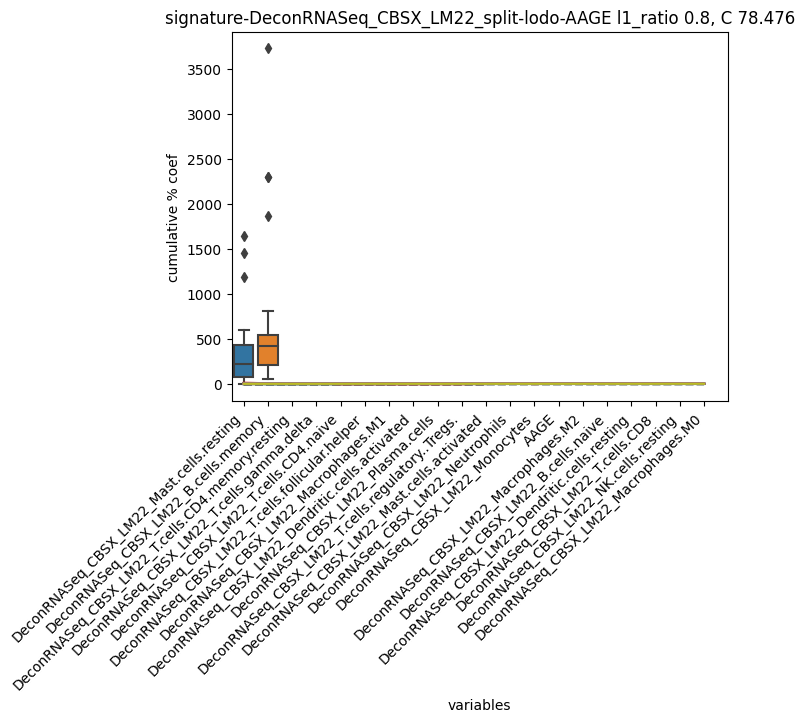 signature-DeconRNASeq_CBSX_LM22_split-lodo-AAGE l1_ratio 0.8, C 78.476
cumulative % coef
3500
3000
2500
2000
1500
1000
500
0
DeconRNASeq_CBSX_LM22_Mast.cells.resting
DeconRNASeq_CBSX_LM22_B.cells.memory
DeconRNASeq_CBSX_LM22_T.cells.CD4.memory.resting
DeconRNASeq_CBSX_LM22_T.cells.gamma.delta
DeconRNASeq_CBSX_LM22_T.cells.CD4.naive
DeconRNASeq_CBSX_LM22_T.cells.follicular.helper
DeconRNASeq_CBSX_LM22_Macrophages.M1
DeconRNASeq_CBSX_LM22_Dendritic.cells.activated
DeconRNASeq_CBSX_LM22_Plasma.cells
DeconRNASeq_CBSX_LM22_T.cells.regulatory..Tregs.
DeconRNASeq_CBSX_LM22_Mast.cells.activated
DeconRNASeq_CBSX_LM22_Neutrophils
DeconRNASeq_CBSX_LM22_Monocytes
AAGE
DeconRNASeq_CBSX_LM22_Macrophages.M2
DeconRNASeq_CBSX_LM22_B.cells.naive
DeconRNASeq_CBSX_LM22_Dendritic.cells.resting
DeconRNASeq_CBSX_LM22_T.cells.CD8
DeconRNASeq_CBSX_LM22_NK.cells.resting
DeconRNASeq_CBSX_LM22_Macrophages.M0
variables